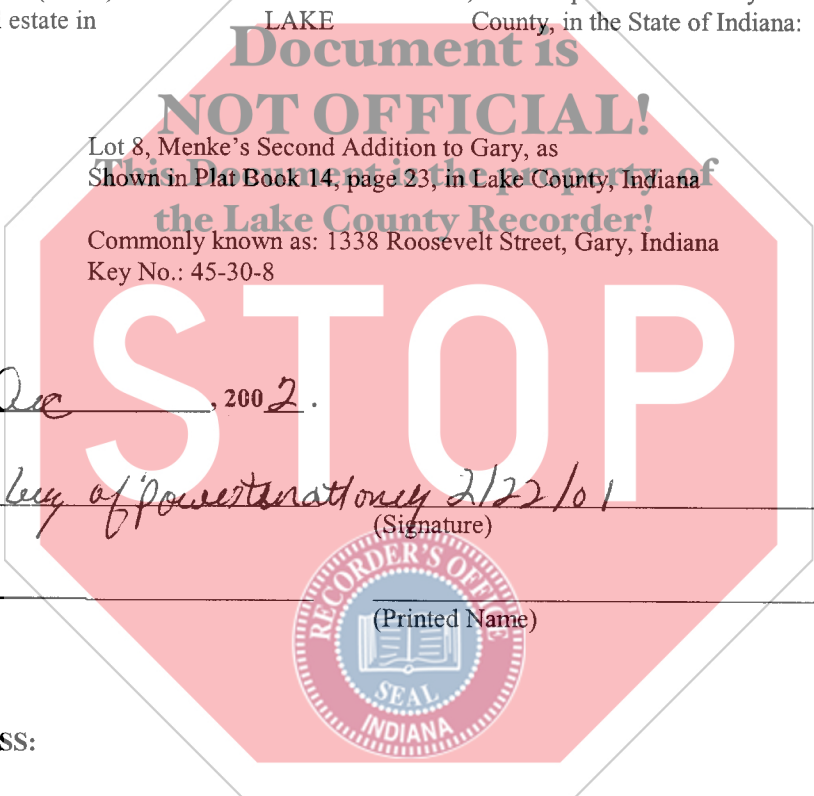 estate in LAKE County, in the State of Indiana:
Document is
NOT OFFICIAL!
Lot 8, Menke's Second Addition to Gary, as
This Document is the property of
Shown in Plat Book 14, page 23, in Lake County, Indiana
the Lake County Recorder!
Commonly known as: 1338 Roosevelt Street, Gary, Indiana
Key No.: 45-30-8
STOP
Dec , 2002.
of power 2/22/01
(Signature)
(Printed Name)
RECORDER'S OFFICE
SEAL
INDIANA
SS: